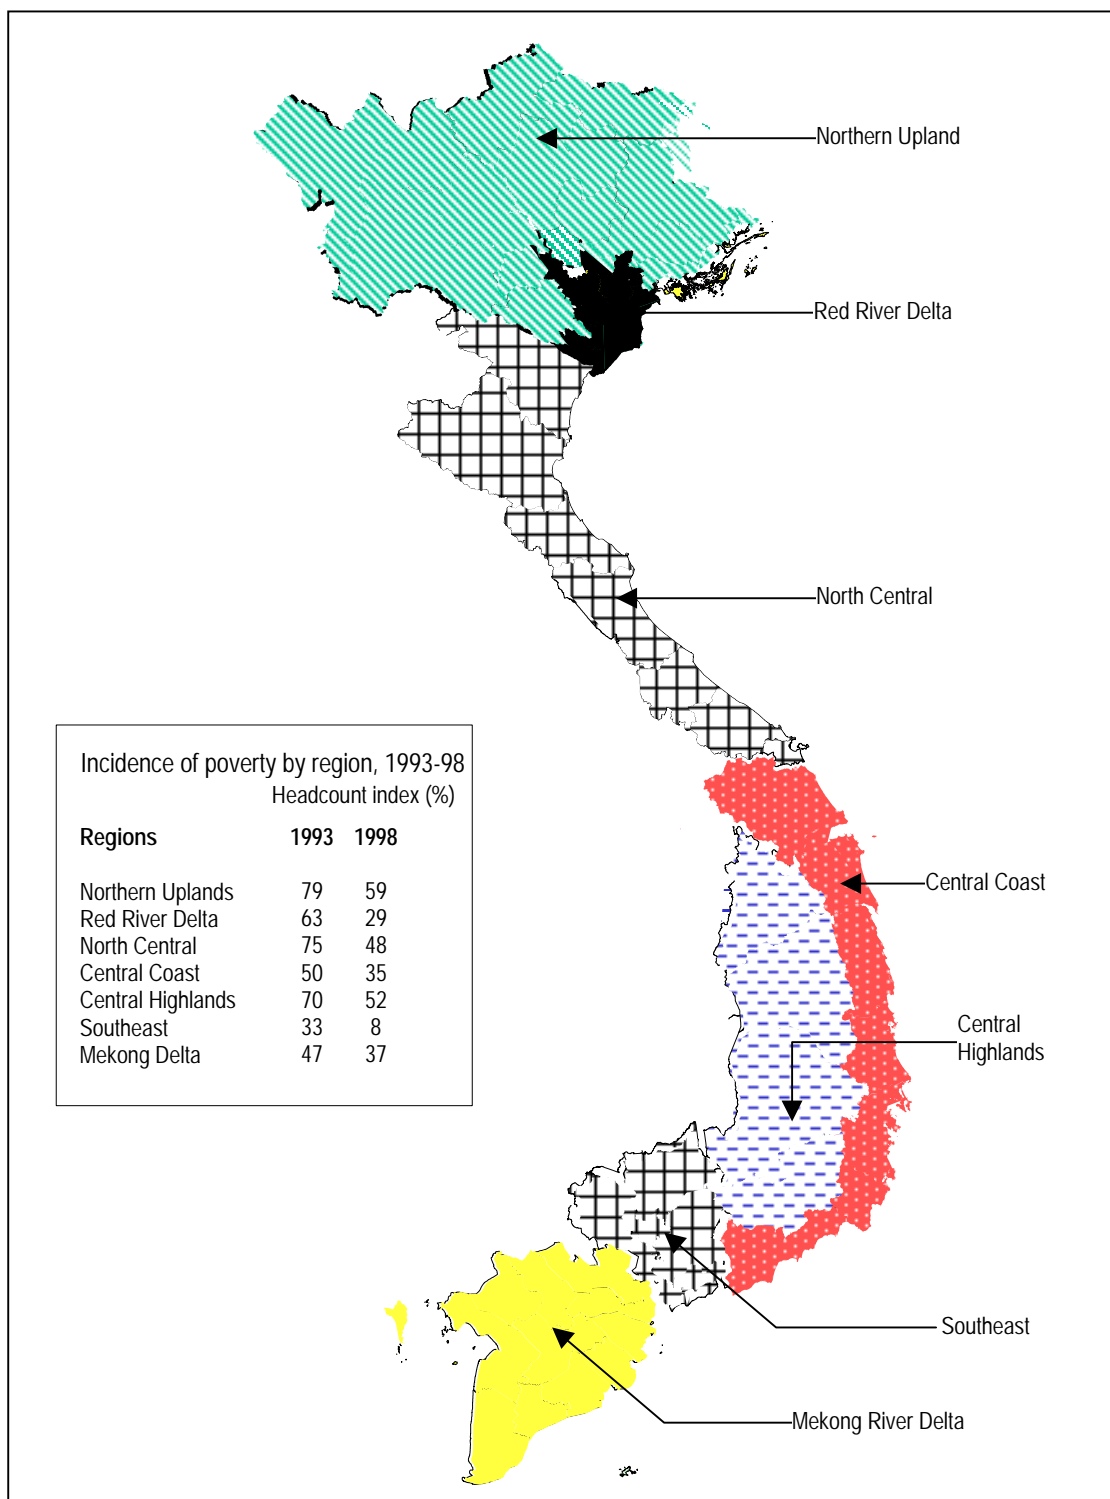 Northern Upland
Red River Delta
North Central
Incidence of poverty by region, 1993-98
Headcount index (%)
Regions 1993 1998
Northern Uplands 79 59
Red River Delta 63 29
North Central 75 48
Central Coast 50 35
Central Highlands 70 52
Southeast 33 8
Mekong Delta 47 37
Central Coast
Central
Highlands
Southeast
Mekong River Delta